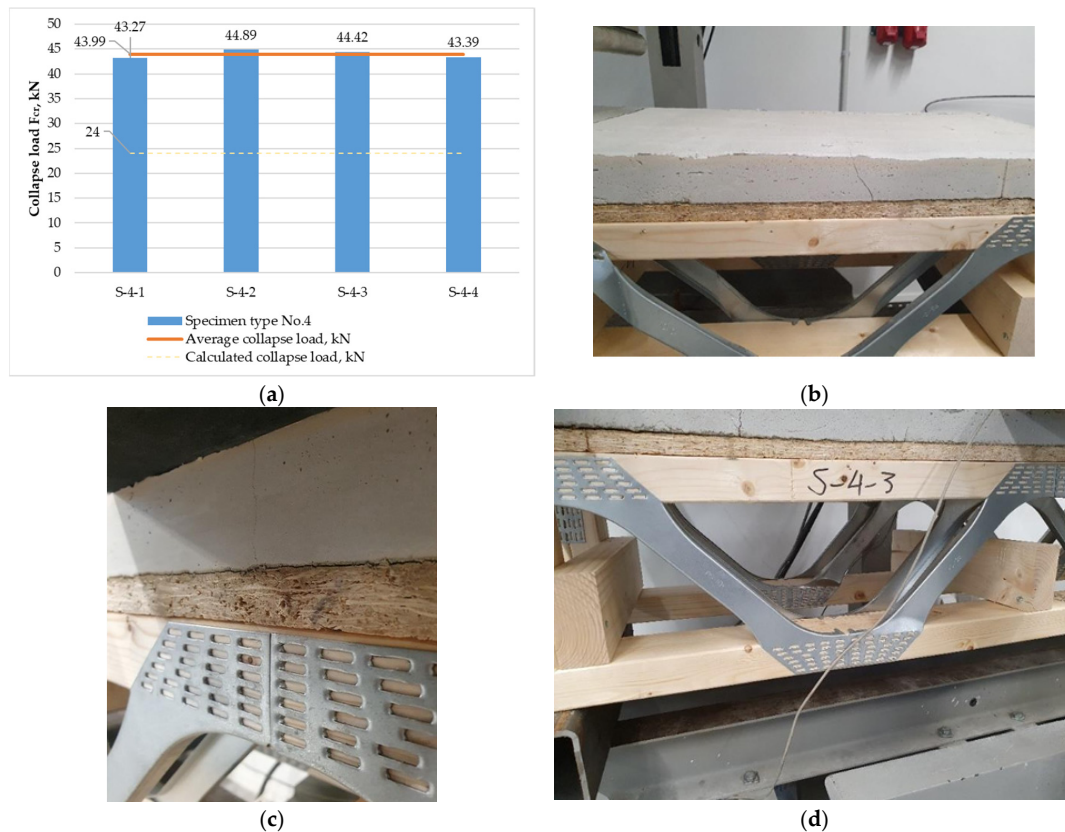 50
45
40
35
30
25
20
15
10
5
0
Collapse load Fcr, kN
43.27
43.99
44.89
44.42
43.39
24
S-4-1
S-4-2
S-4-3
S-4-4
Specimen type No.4
Average collapse load, kN
Calculated collapse load, kN
(a)
(b)
S-4-3
(c)
(d)